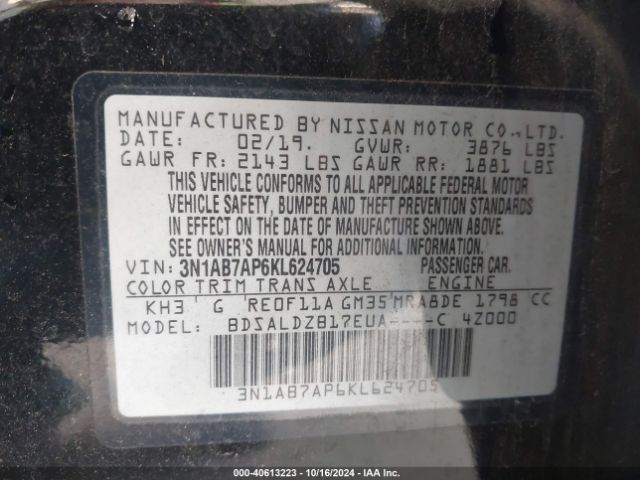 MANUFACTURED BY NISSAN MOTOR CO., LTD.
DATE: 02/19. GVWR: 3876 LBS
GAWR FR: 2143 LBS GAWR RR: 1881 LBS
THIS VEHICLE CONFORMS TO ALL APPLICABLE FEDERAL MOTOR
VEHICLE SAFETY, BUMPER AND THEFT PREVENTION STANDARDS
IN EFFECT ON THE DATE OF MANUFACTURE SHOWN ABOVE.
SEE OWNER'S MANUAL FOR ADDITIONAL INFORMATION.
VIN: 3N1AB7AP6KL624705 PASSENGER CAR.
COLOR TRIM TRANS AXLE ENGINE
KH3 G RE0F11A GM35 MRA8DE 1798 CC
MODEL: BDSALDZB17EUA----C 4Z000
3N1AB7AP6KL624705
000-40613223 | 10/16/2024 | IAA Inc.